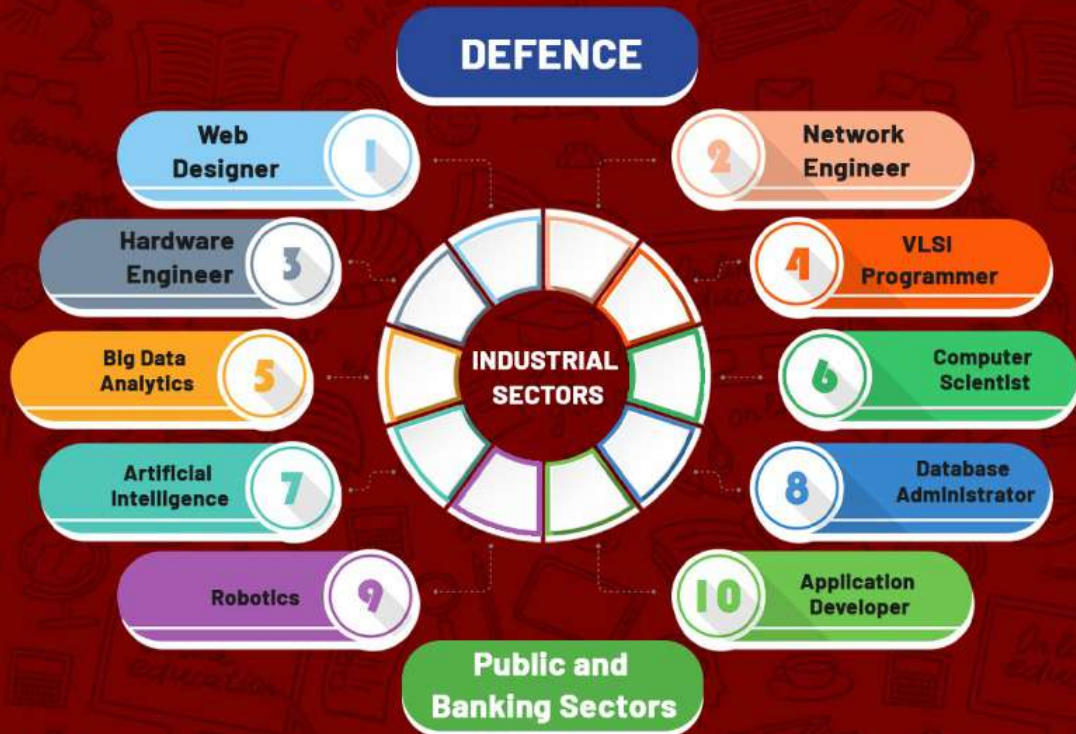 DEFENCE
Web
Designer
1
2
Network
Engineer
Hardware
Engineer
3
4
VLSI
Programmer
INDUSTRIAL
SECTORS
Big Data
Analytics
5
6
Computer
Scientist
Artificial
Intelligence
7
8
Database
Administrator
Robotics
9
10
Application
Developer
Public and
Banking Sectors